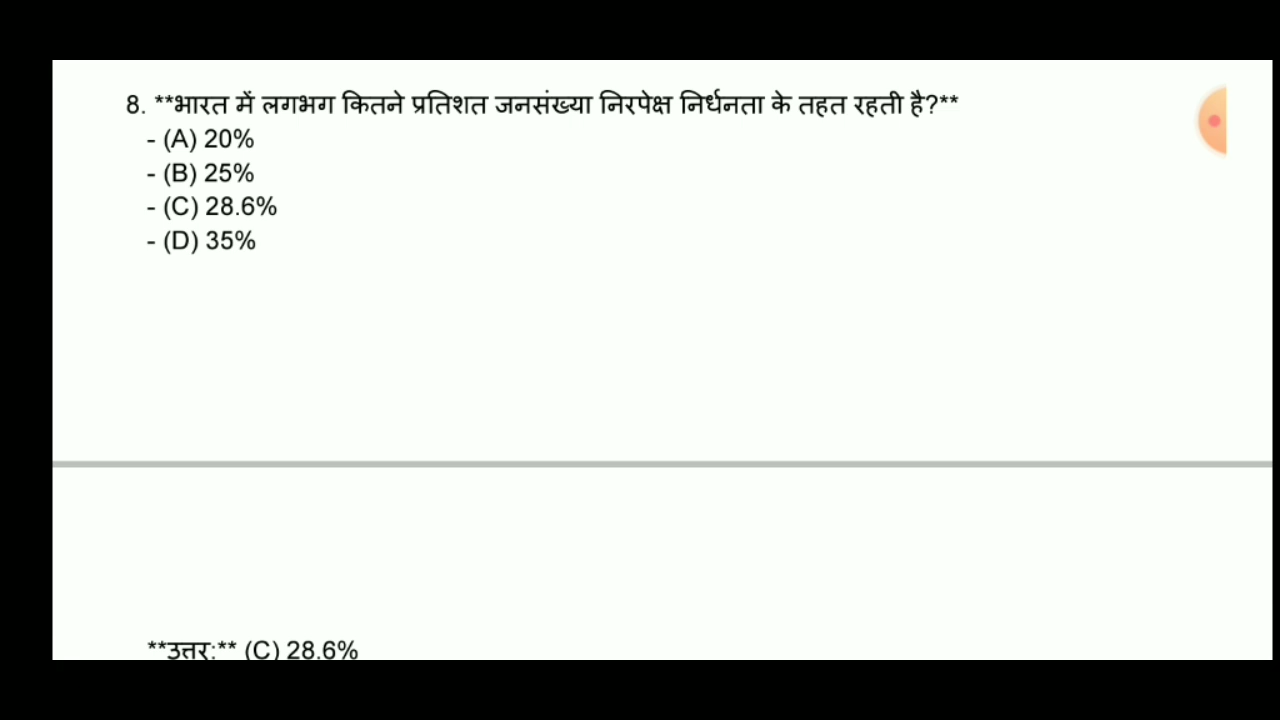 8. **भारत में लगभग कितने प्रतिशत जनसंख्या निरपेक्ष निर्धनता के तहत रहती है?**
- (A) 20%
- (B) 25%
- (C) 28.6%
- (D) 35%
**उत्तर:** (C) 28.6%